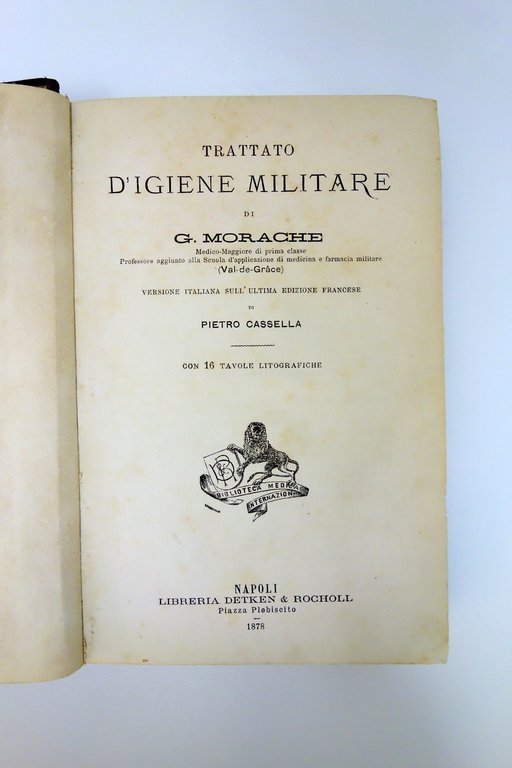 TRATTATO
D'IGIENE MILITARE
DI
G. MORACHE
Medico-Maggiore di prima classe
Professore aggiunto alla Scuola d'applicazione di medicina e farmacia militare
(Val-de-Gràce)
VERSIONE ITALIANA SULL'ULTIMA EDIZIONE FRANCESE
DI
PIETRO CASSELLA
CON 16 TAVOLE LITOGRAFICHE
BIBLIOTECA MEDICA
INTERNAZION
NAPOLI
LIBRERIA DETKEN & ROCHOLL
Piazza Plebiscito
1878